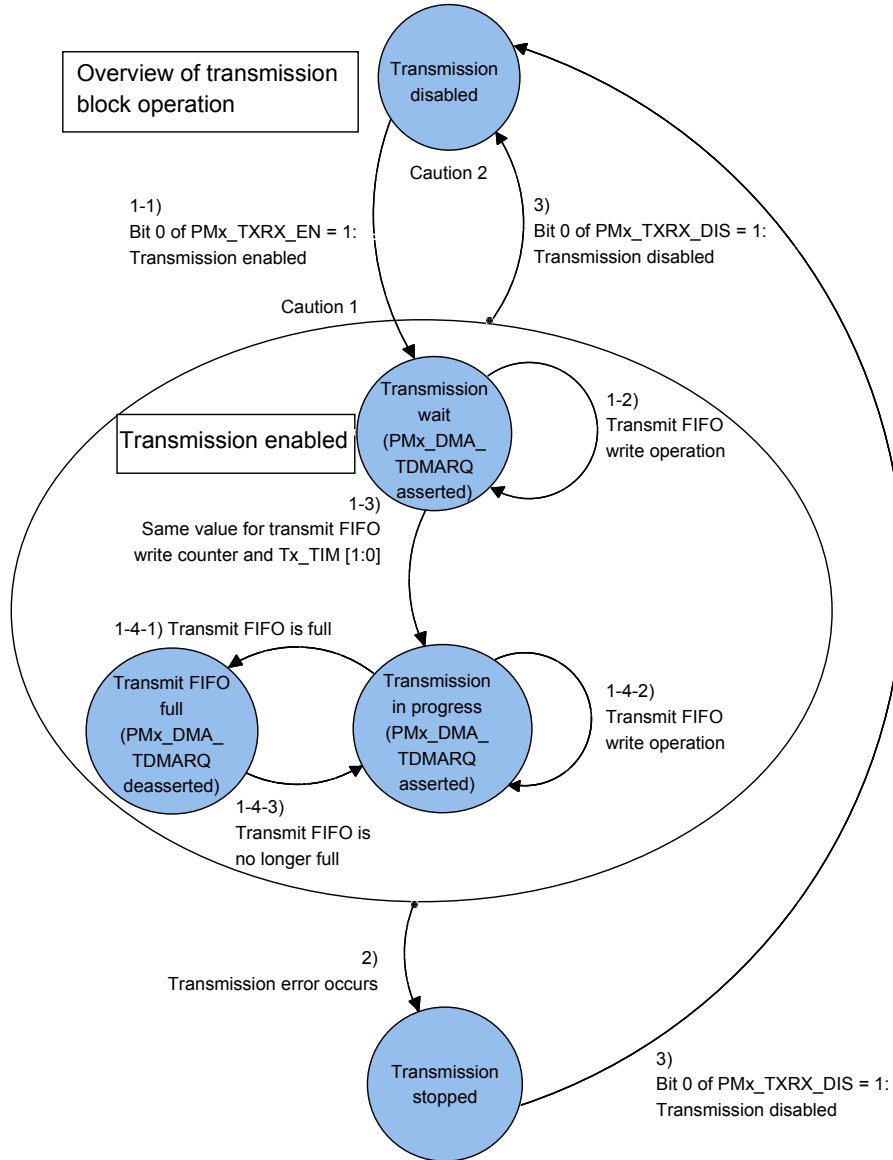 Transmission
disabled
Overview of transmission
block operation
Caution 2
1-1)
Bit 0 of PMx_TXRX_EN = 1:
Transmission enabled
3)
Bit 0 of PMx_TXRX_DIS = 1:
Transmission disabled
Caution 1
Transmission
wait
(PMx_DMA_
TDMARQ
asserted)
1-2)
Transmit FIFO
write operation
Transmission enabled
1-3)
Same value for transmit FIFO
write counter and Tx_TIM [1:0]
1-4-1) Transmit FIFO is full
Transmit FIFO
full
(PMx_DMA_
TDMARQ
deasserted)
Transmission
in progress
(PMx_DMA_
TDMARQ
asserted)
1-4-2)
Transmit FIFO
write operation
1-4-3)
Transmit FIFO is
no longer full
2)
Transmission error occurs
Transmission
stopped
3)
Bit 0 of PMx_TXRX_DIS = 1:
Transmission disabled